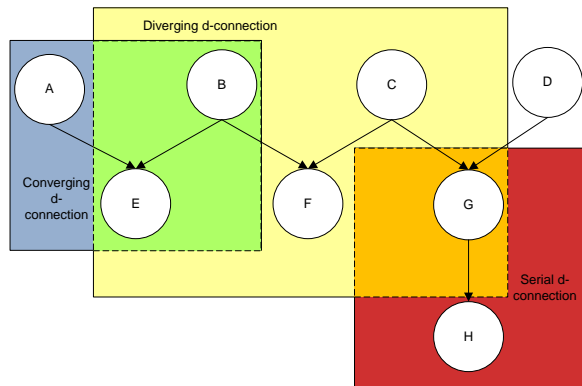 Diverging d-connection
A
B
C
D
Converging
d-
connection
E
F
G
Serial d-
connection
H